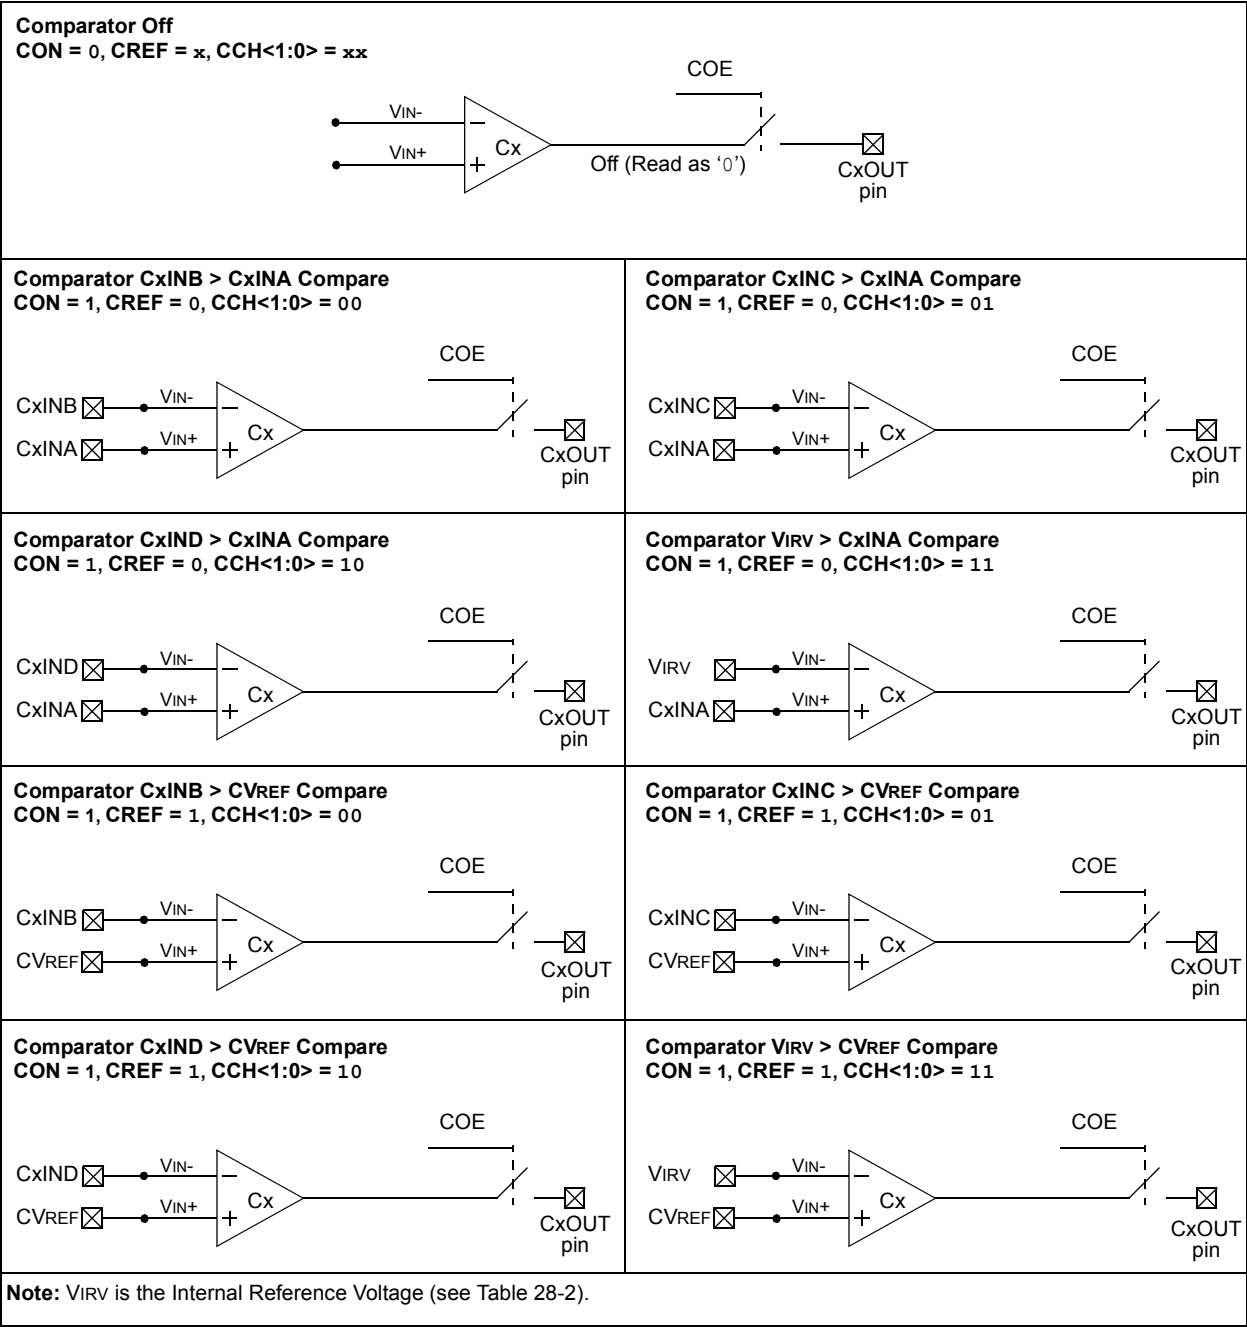 Comparator Off
CON = 0, CREF = x, CCH<1:0> = xx
COE
VIN-
VIN+
Cx
Off (Read as ‘0’)
CxOUT
pin
Comparator CxINB > CxINA Compare
CON = 1, CREF = 0, CCH<1:0> = 00
COE
CxINB
VIN-
CxINA
VIN+
Cx
CxOUT
pin
Comparator CxINC > CxINA Compare
CON = 1, CREF = 0, CCH<1:0> = 01
COE
CxINC
VIN-
CxINA
VIN+
Cx
CxOUT
pin
Comparator CxIND > CxINA Compare
CON = 1, CREF = 0, CCH<1:0> = 10
COE
CxIND
VIN-
CxINA
VIN+
Cx
CxOUT
pin
Comparator VIRV > CxINA Compare
CON = 1, CREF = 0, CCH<1:0> = 11
COE
VIRV
VIN-
CxINA
VIN+
Cx
CxOUT
pin
Comparator CxINB > CVREF Compare
CON = 1, CREF = 1, CCH<1:0> = 00
COE
CxINB
VIN-
CVREF
VIN+
Cx
CxOUT
pin
Comparator CxINC > CVREF Compare
CON = 1, CREF = 1, CCH<1:0> = 01
COE
CxINC
VIN-
CVREF
VIN+
Cx
CxOUT
pin
Comparator CxIND > CVREF Compare
CON = 1, CREF = 1, CCH<1:0> = 10
COE
CxIND
VIN-
CVREF
VIN+
Cx
CxOUT
pin
Comparator VIRV > CVREF Compare
CON = 1, CREF = 1, CCH<1:0> = 11
COE
VIRV
VIN-
CVREF
VIN+
Cx
CxOUT
pin
Note: VIRV is the Internal Reference Voltage (see Table 28-2).